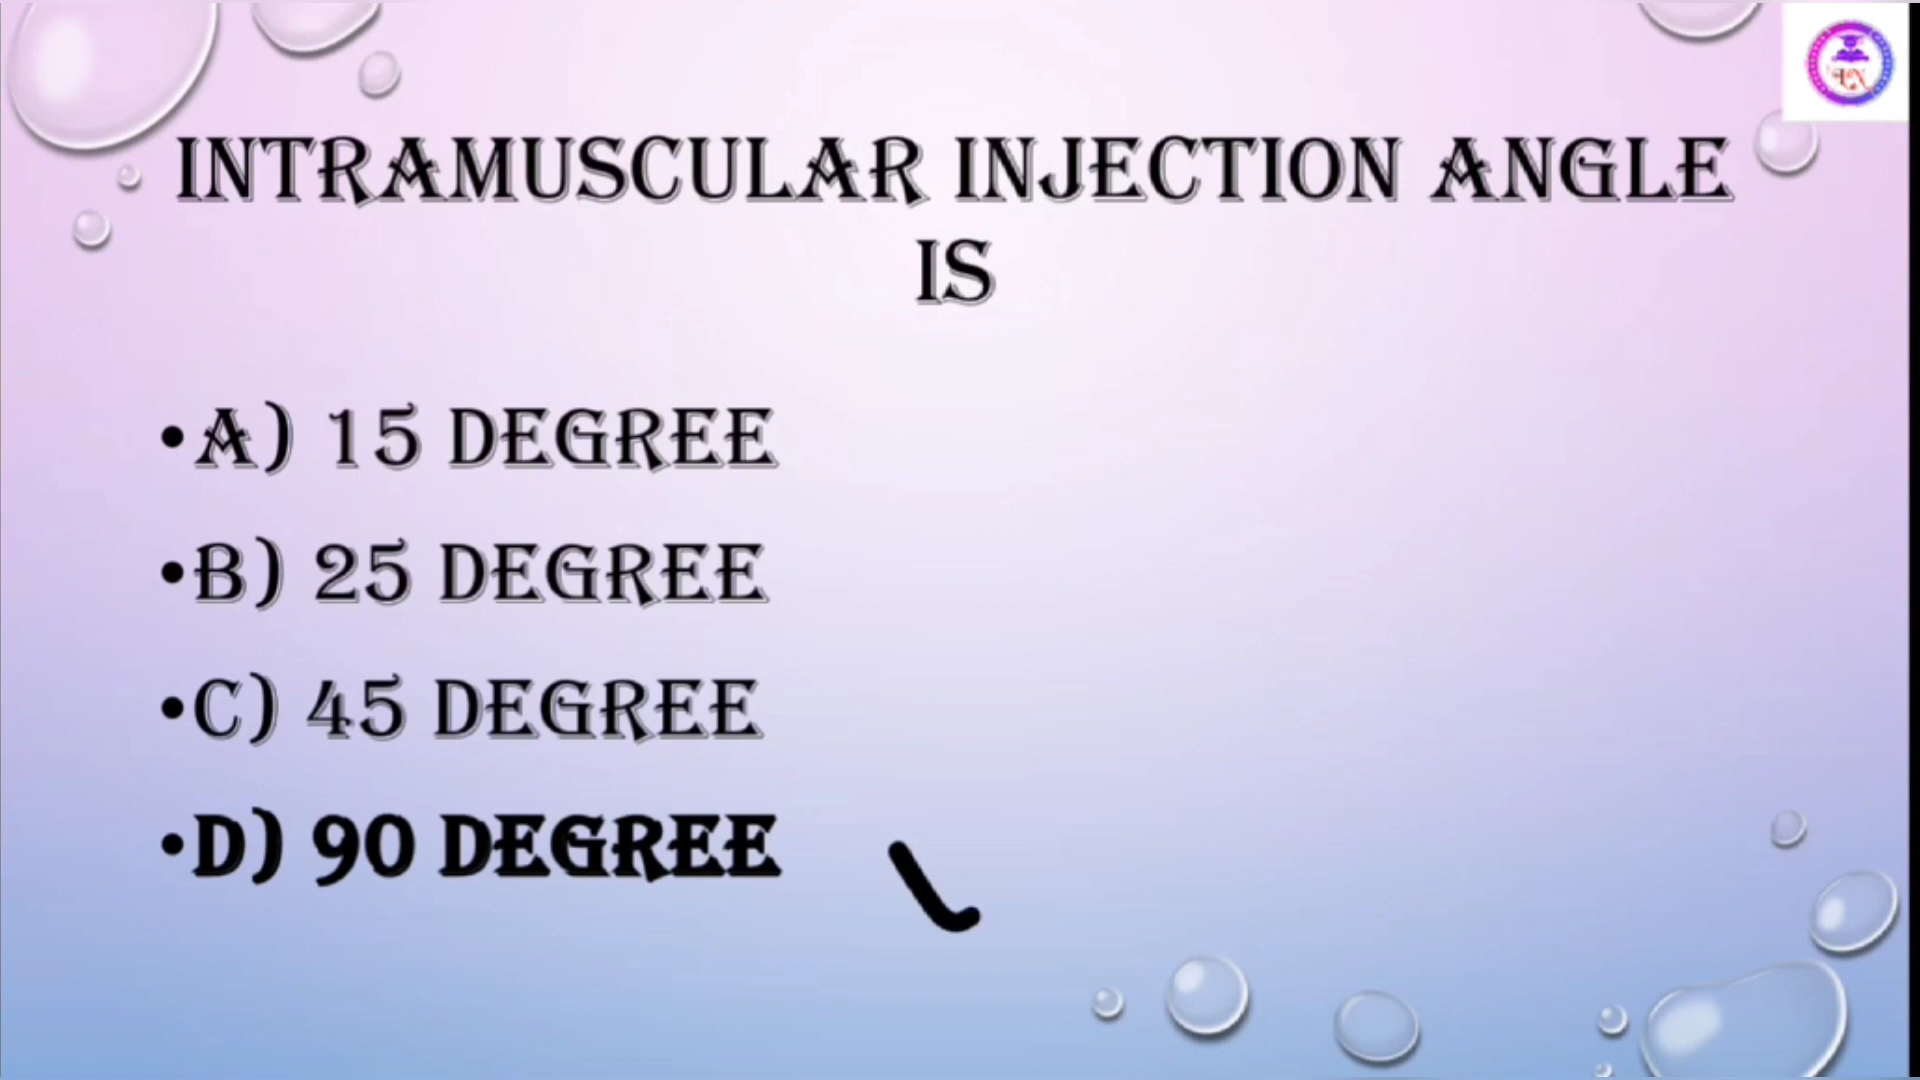 INTRAMUSCULAR INJECTION ANGLE
IS
•A) 15 DEGREE
•B) 25 DEGREE
•C) 45 DEGREE
•D) 90 DEGREE